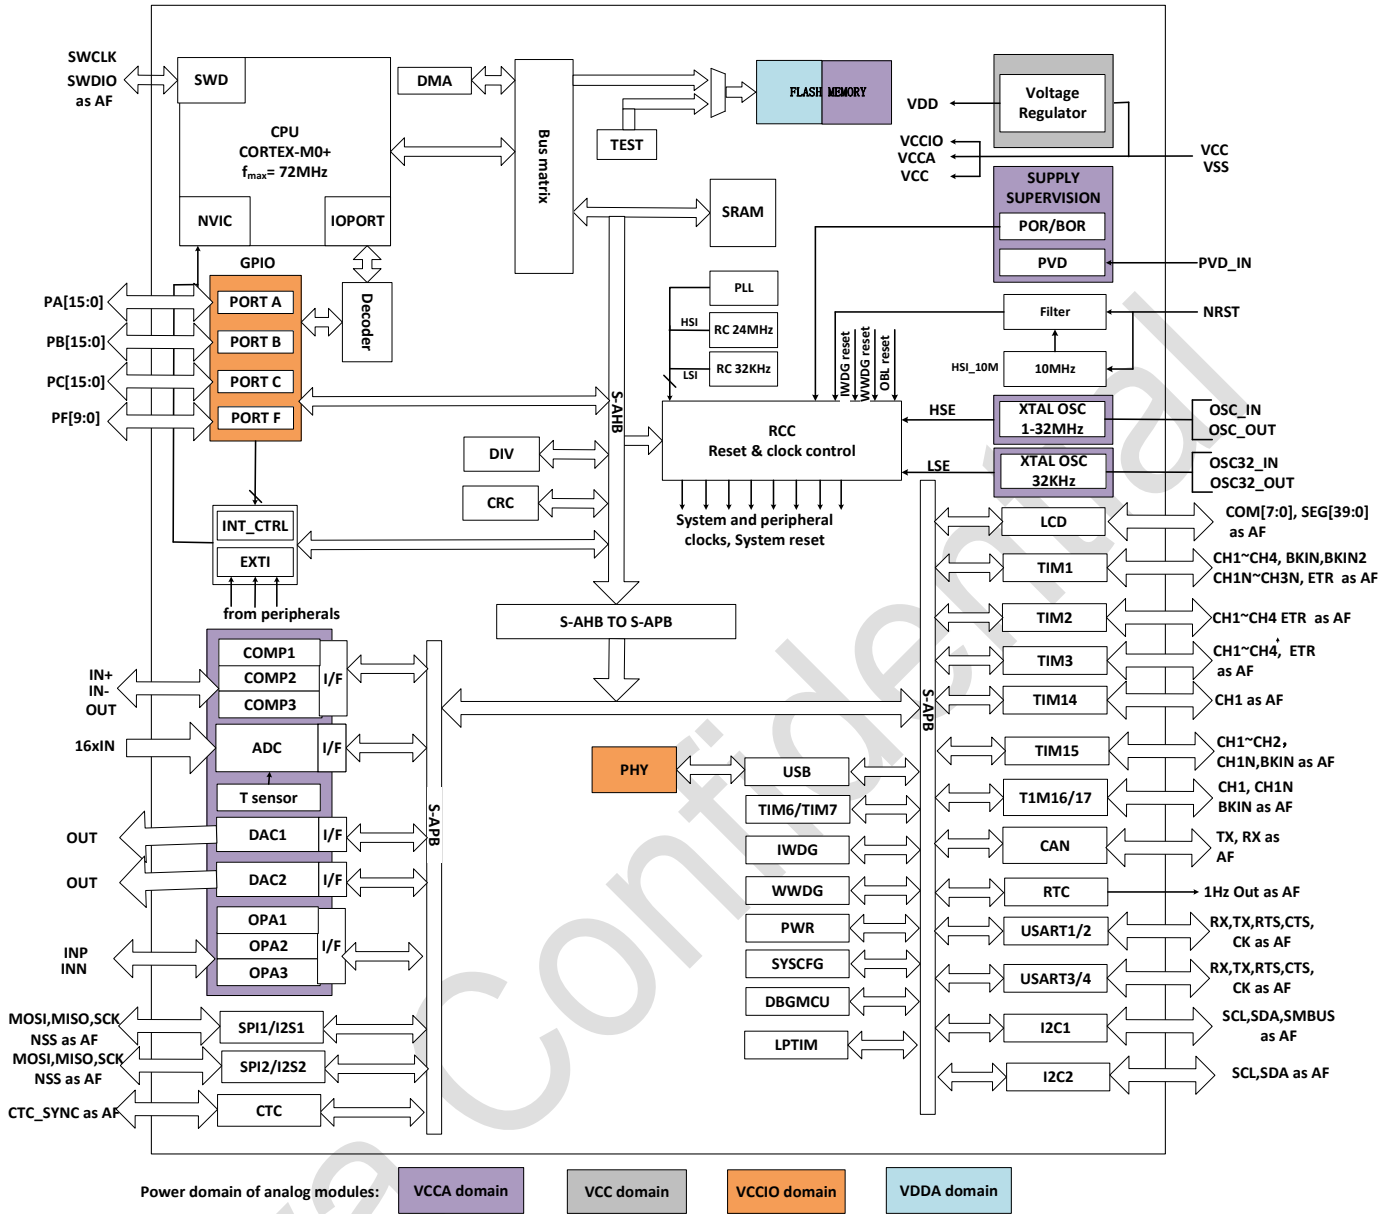 SWCLK
SWDIO
as AF
SWD
CPU
CORTEX-M0+
fmax= 72MHz
NVIC
IOPORT
DMA
Bus matrix
TEST
FLASH MEMORY
SRAM
VDD
VCCIO
VCCA
VCC
Voltage
Regulator
VCC
VSS
SUPPLY
SUPERVISION
POR/BOR
PVD
PVD_IN
GPIO
PORT A
PORT B
PORT C
PORT F
PA[15:0]
PB[15:0]
PC[15:0]
PF[9:0]
Decoder
PLL
HSI
RC 24MHz
LSI
RC 32KHz
IWDG reset
WWDG reset
OBL reset
Filter
NRST
HSI_10M
10MHz
S-AHB
RCC
Reset & clock control
HSE
XTAL OSC
1-32MHz
OSC_IN
OSC_OUT
LSE
XTAL OSC
32KHz
OSC32_IN
OSC32_OUT
DIV
CRC
System and peripheral
clocks, System reset
INT_CTRL
EXTI
from peripherals
S-AHB TO S-APB
LCD
COM[7:0], SEG[39:0]
as AF
TIM1
CH1~CH4, BKIN,BKIN2
CH1N~CH3N, ETR as AF
TIM2
CH1~CH4 ETR as AF
TIM3
CH1~CH4, ETR
as AF
TIM14
CH1 as AF
TIM15
CH1~CH2,
CH1N,BKIN as AF
T1M16/17
CH1, CH1N
BKIN as AF
CAN
TX, RX as
AF
RTC
1Hz Out as AF
USART1/2
RX,TX,RTS,CTS,
CK as AF
USART3/4
RX,TX,RTS,CTS,
CK as AF
I2C1
SCL,SDA,SMBUS
as AF
I2C2
SCL,SDA as AF
S-APB
PHY
USB
TIM6/TIM7
IWDG
WWDG
PWR
SYSCFG
DBGMCU
LPTIM
S-APB
IN+
IN-
OUT
COMP1
COMP2
COMP3
I/F
16xIN
ADC
I/F
T sensor
OUT
DAC1
I/F
OUT
DAC2
I/F
INP
INN
OPA1
OPA2
OPA3
I/F
MOSI,MISO,SCK
NSS as AF
SPI1/I2S1
MOSI,MISO,SCK
NSS as AF
SPI2/I2S2
CTC_SYNC as AF
CTC
Power domain of analog modules:
VCCA domain
VCC domain
VCCIO domain
VDDA domain
Confidential